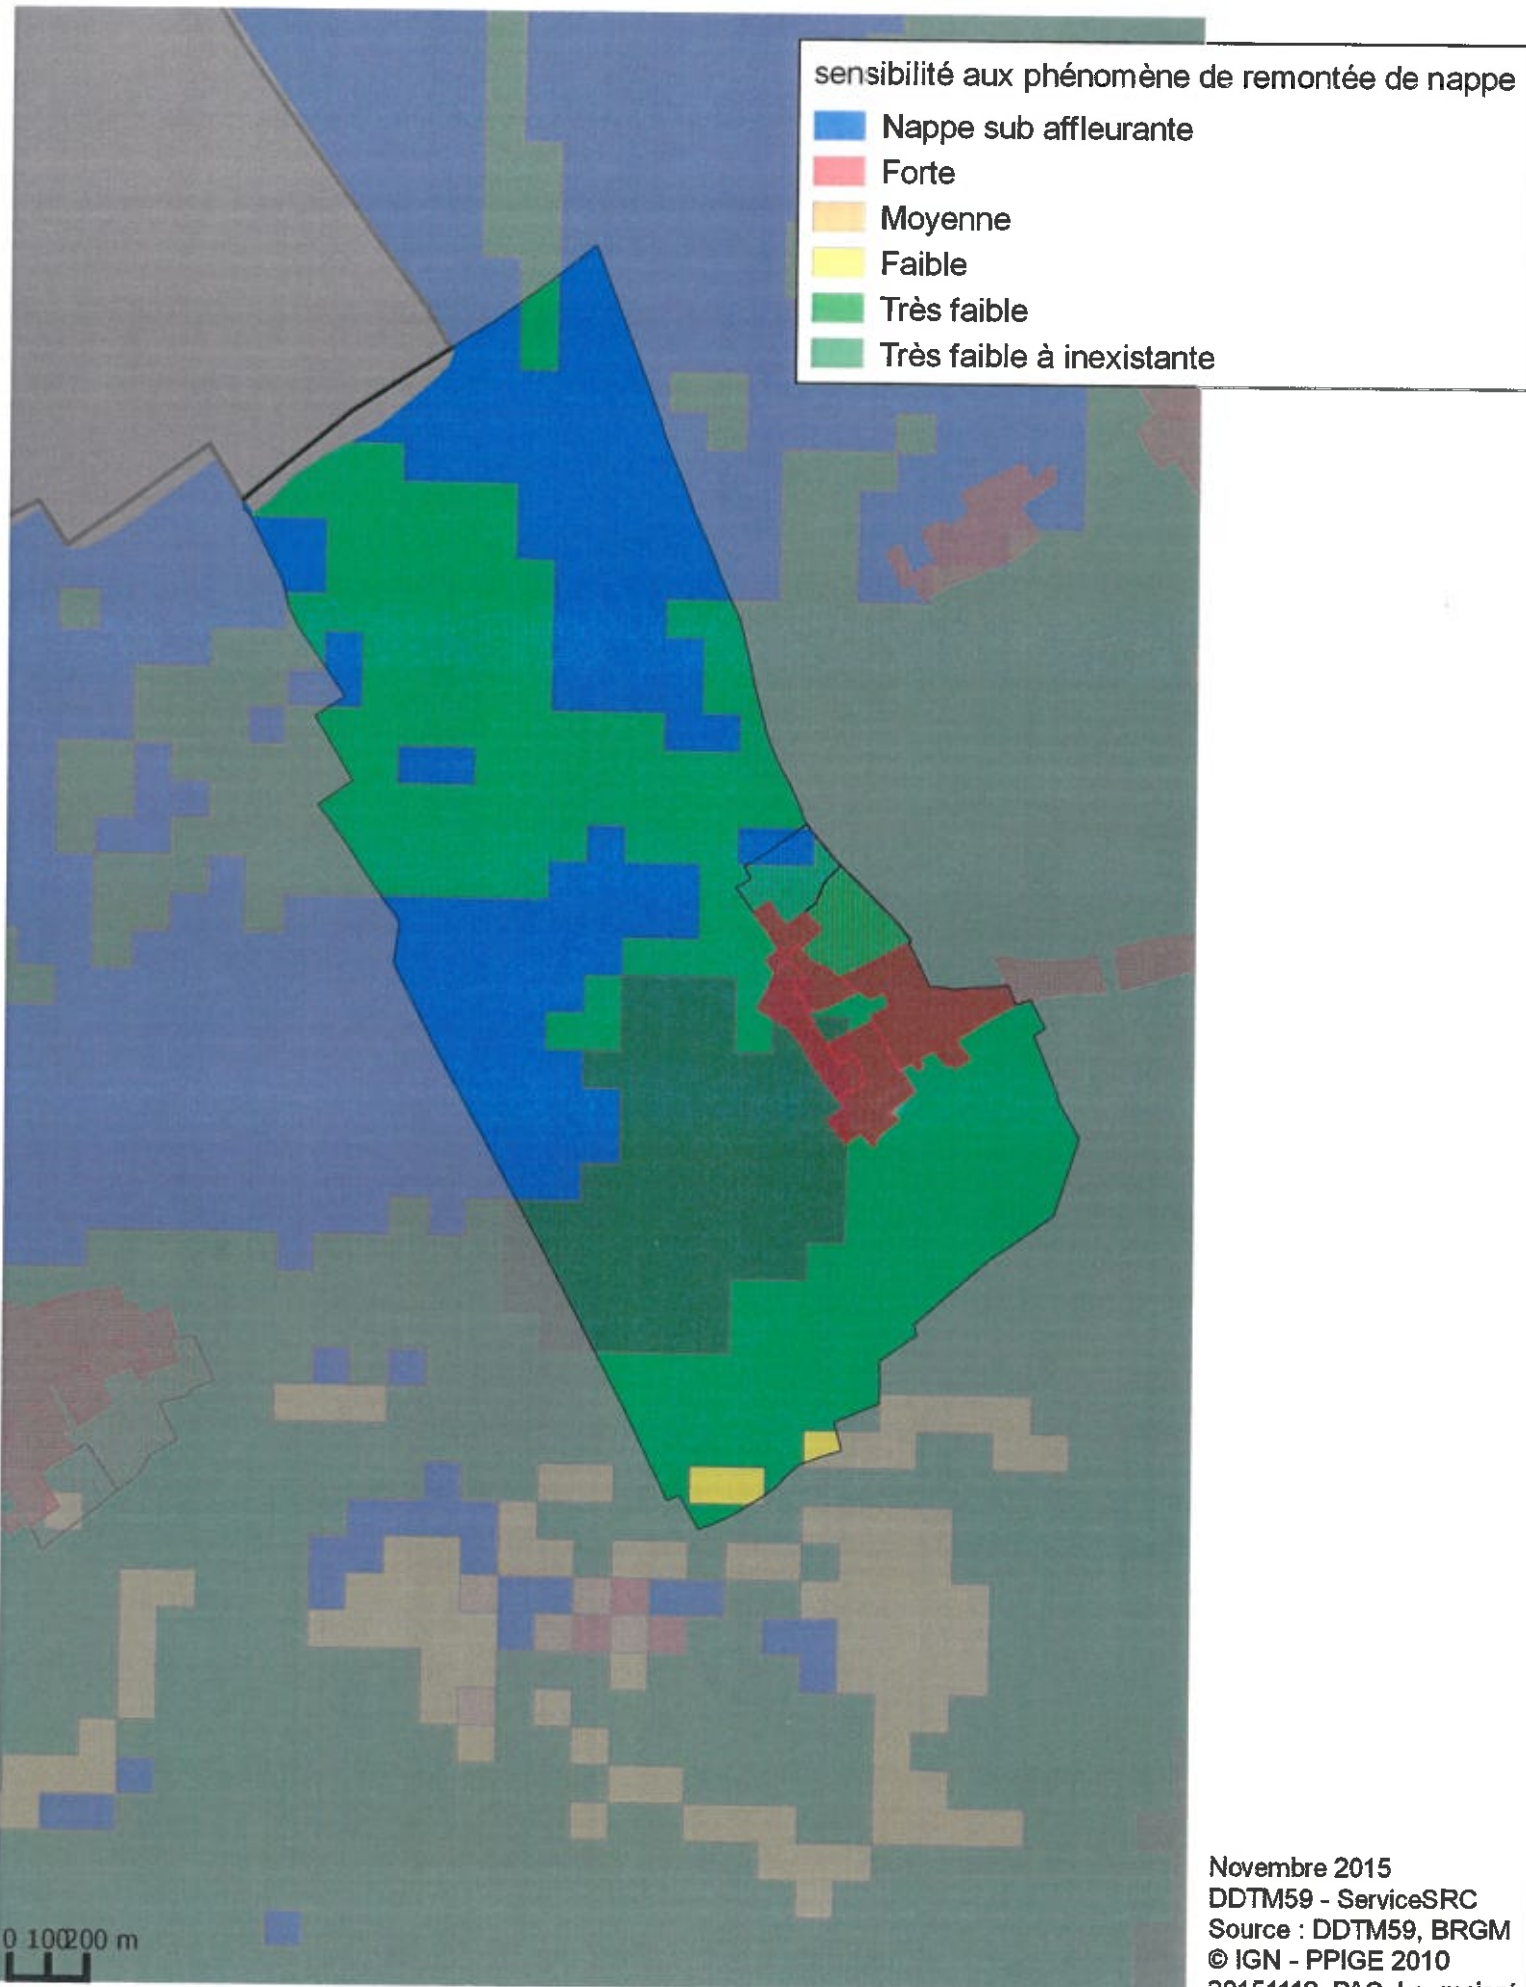 sensibilité aux phénomène de remontée de nappe
Nappe sub affleurante
Forte
Moyenne
Faible
Très faible
Très faible à inexistante
0 100200 m
Novembre 2015
DDTM59 - ServiceSRC
Source : DDTM59, BRGM
© IGN - PPIGE 2010